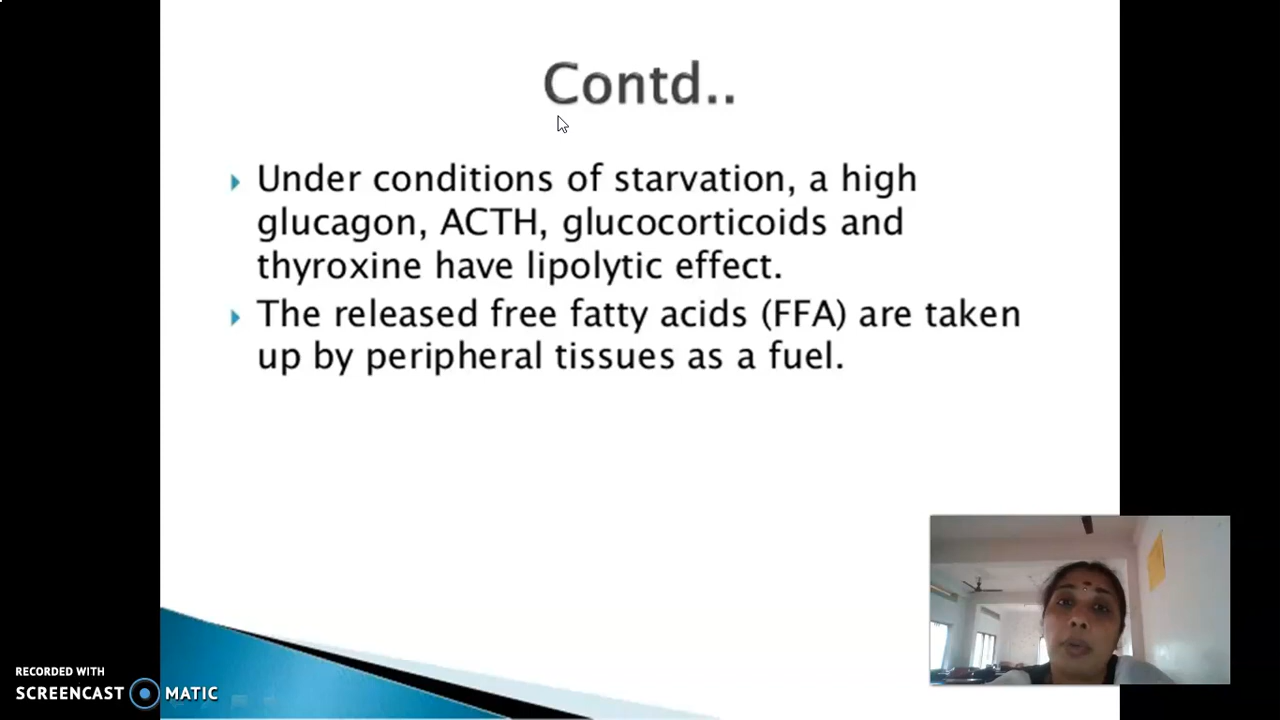 Contd..
Under conditions of starvation, a high
glucagon, ACTH, glucocorticoids and
thyroxine have lipolytic effect.
The released free fatty acids (FFA) are taken
up by peripheral tissues as a fuel.
RECORDED WITH
SCREENCAST MATIC